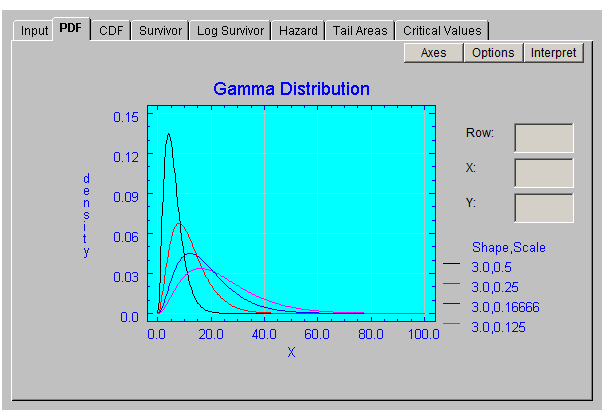 Input PDF CDF Survivor Log Survivor Hazard Tail Areas Critical Values
Axes Options Interpret
Gamma Distribution
density
0.15
0.12
0.09
0.06
0.03
0.0
0.0 20.0 40.0 60.0 80.0 100.0
X
Row:
X:
Y:
Shape,Scale
3.0,0.5
3.0,0.25
3.0,0.16666
3.0,0.125